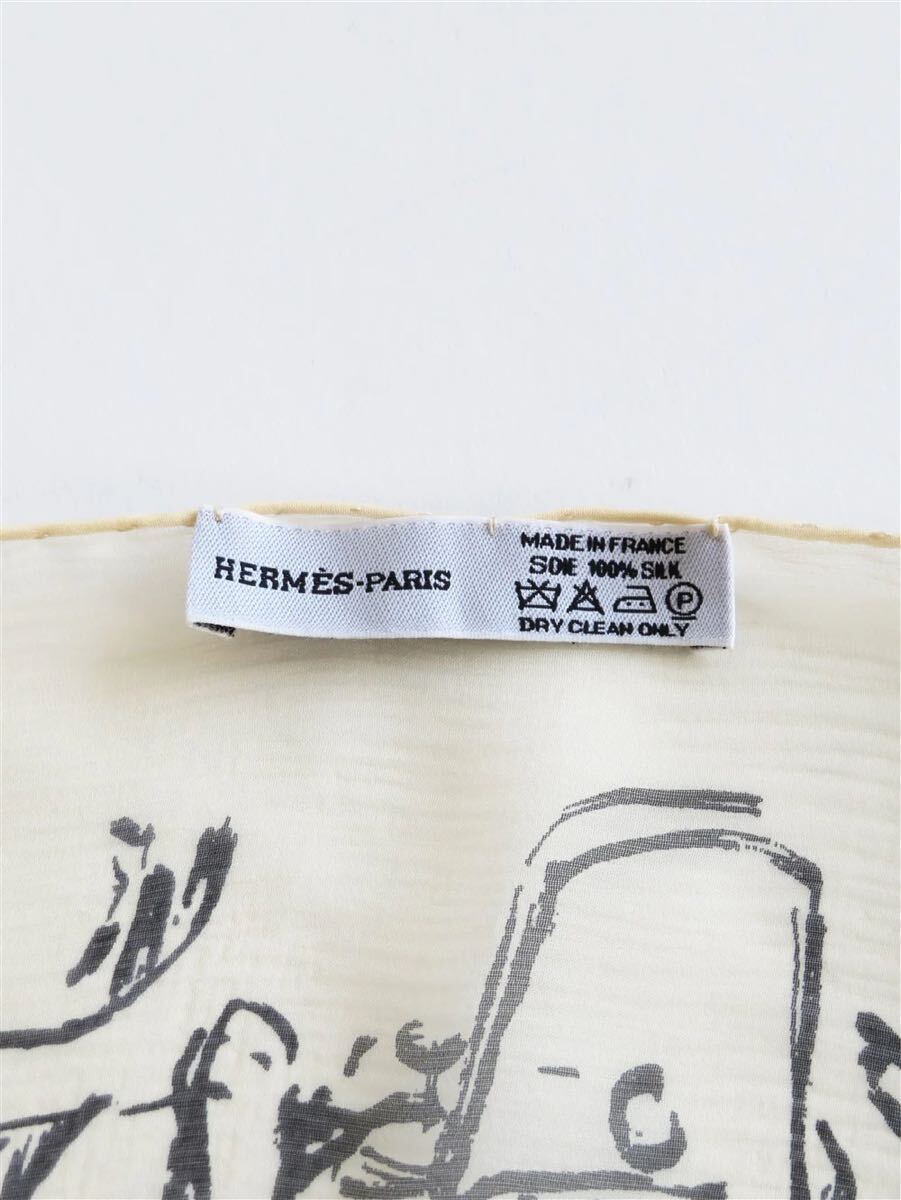 HERMÈS-PARIS
MADE IN FRANCE
SOIE 100% SILK
P
DRY CLEAN ONLY